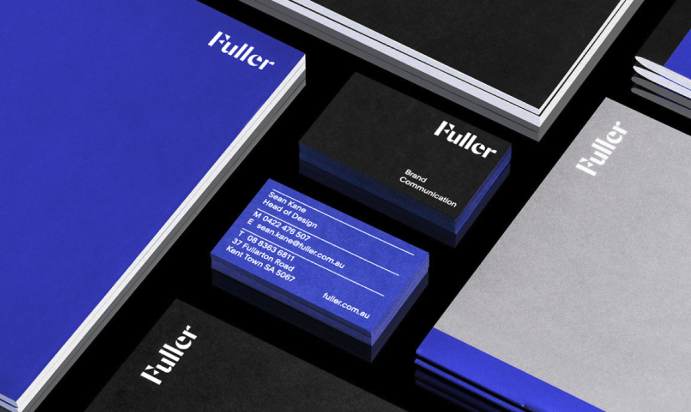 Fuller
Fuller
Brand
Communication
Fuller
Sean Kane
Head of Design
M 0422 476 507
E sean.kane@fuller.com.au
T 08 8363 6811
37 Fullarton Road
Kent Town SA 5067
fuller.com.au
Fuller